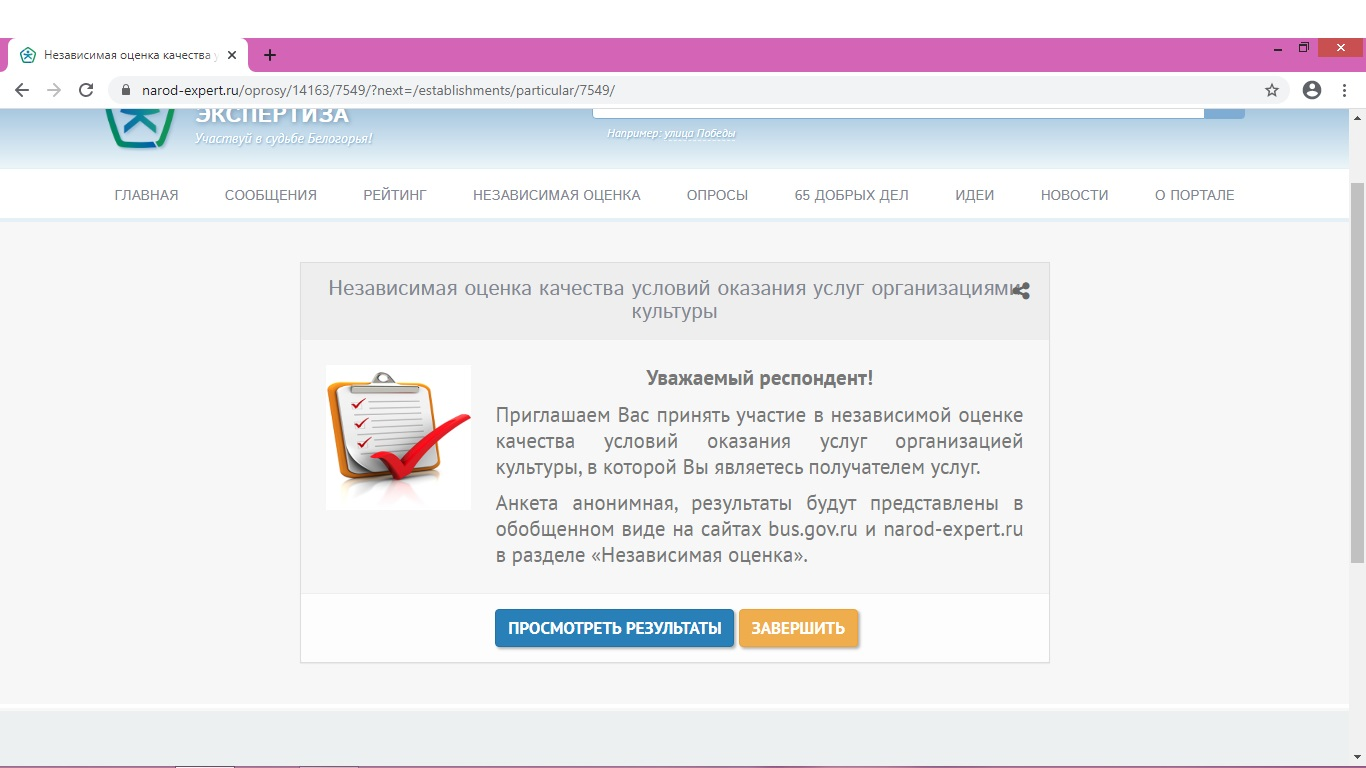 Независимая оценка качества у
narod-expert.ru/oprosy/14163/7549/?next=/establishments/particular/7549/
ЭКСПЕРТИЗА
Участвуй в судьбе Белогорья!
Например: улица Победы
ГЛАВНАЯ СООБЩЕНИЯ РЕЙТИНГ НЕЗАВИСИМАЯ ОЦЕНКА ОПРОСЫ 65 ДОБРЫХ ДЕЛ ИДЕИ НОВОСТИ О ПОРТАЛЕ
Независимая оценка качества условий оказания услуг организациями
культуры
Уважаемый респондент!
Приглашаем Вас принять участие в независимой оценке
качества условий оказания услуг организацией
культуры, в которой Вы являетесь получателем услуг.
Анкета анонимная, результаты будут представлены в
обобщенном виде на сайтах bus.gov.ru и narod-expert.ru
в разделе «Независимая оценка».
ПРОСМОТРЕТЬ РЕЗУЛЬТАТЫ ЗАВЕРШИТЬ